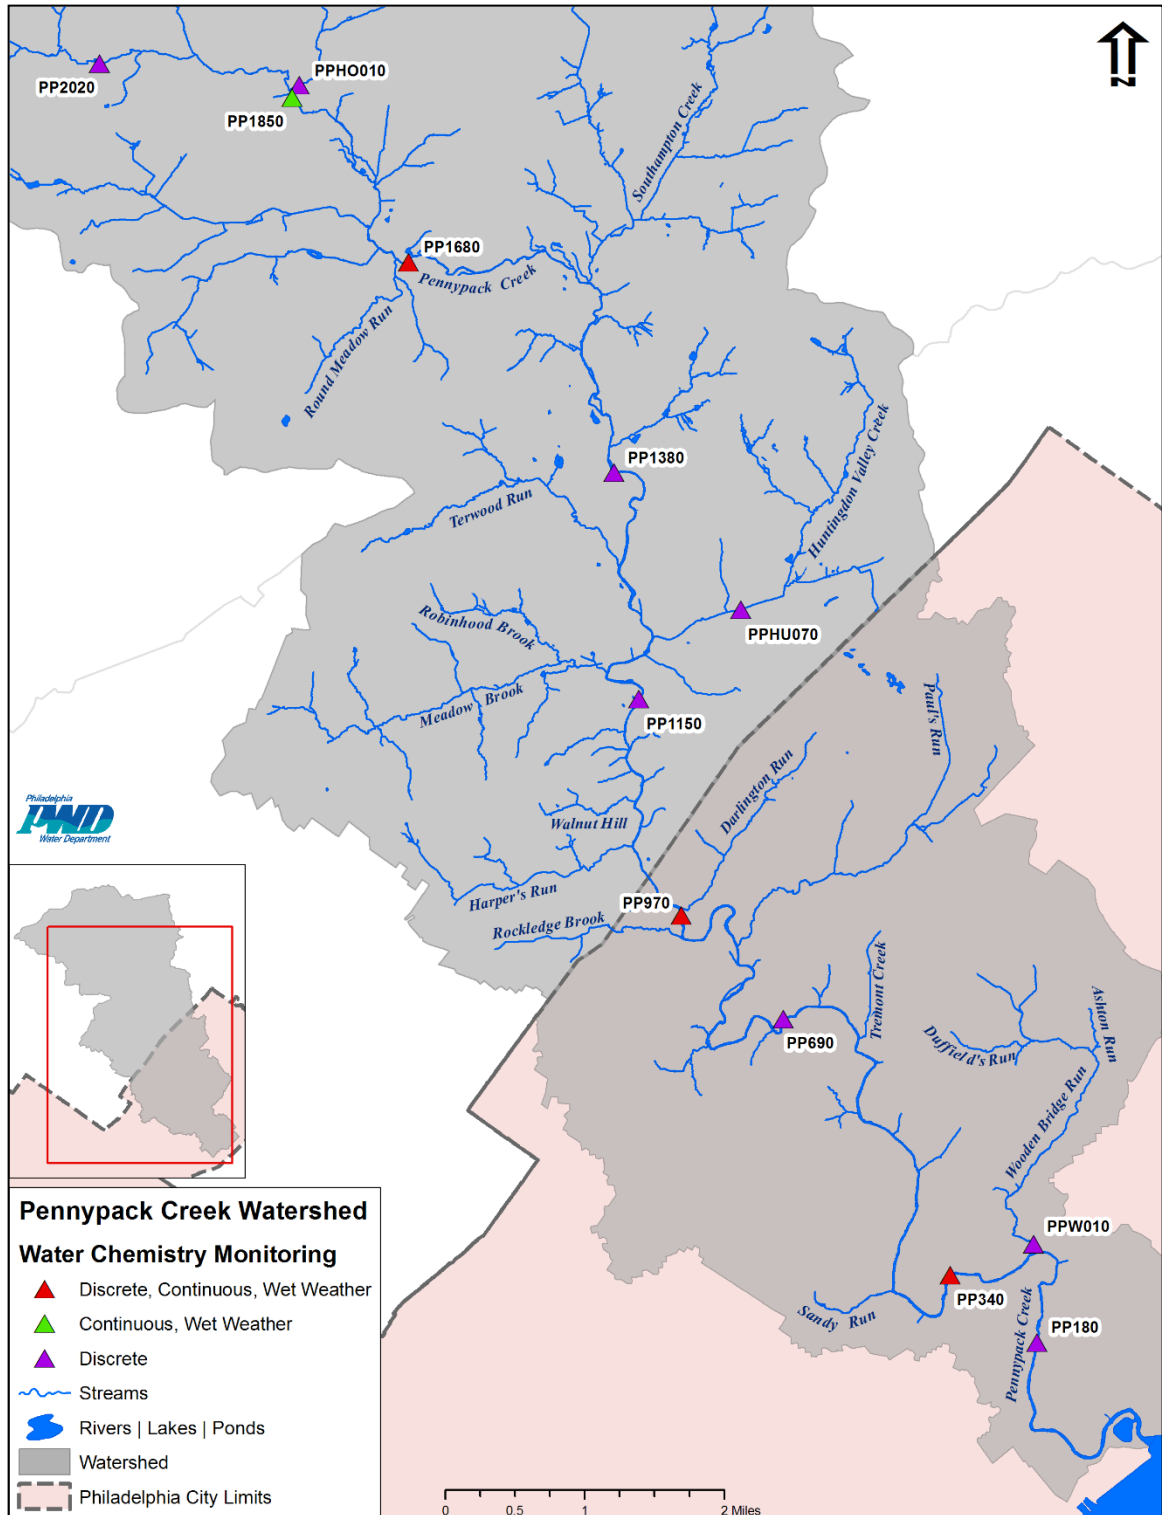 N
PP2020
PPHO010
PP1850
Southampton Creek
PP1680
Pennypack Creek
Round Meadow Run
PP1380
Terwood Run
Huntingdon Valley Creek
Robinhood Brook
PPHU070
Meadow Brook
PP1150
Paul's Run
Darlington Run
Philadelphia
PWD
Water Department
Walnut Hill
Harper's Run
PP970
Rockledge Brook
Tremont Creek
PP690
Duffield's Run
Ashton Run
Wooden Bridge Run
PPW010
PP340
Sandy Run
Pennypack Creek
PP180
Pennypack Creek Watershed
Water Chemistry Monitoring
Discrete, Continuous, Wet Weather
Continuous, Wet Weather
Discrete
Streams
Rivers | Lakes | Ponds
Watershed
Philadelphia City Limits
0 0.5 1 2 Miles